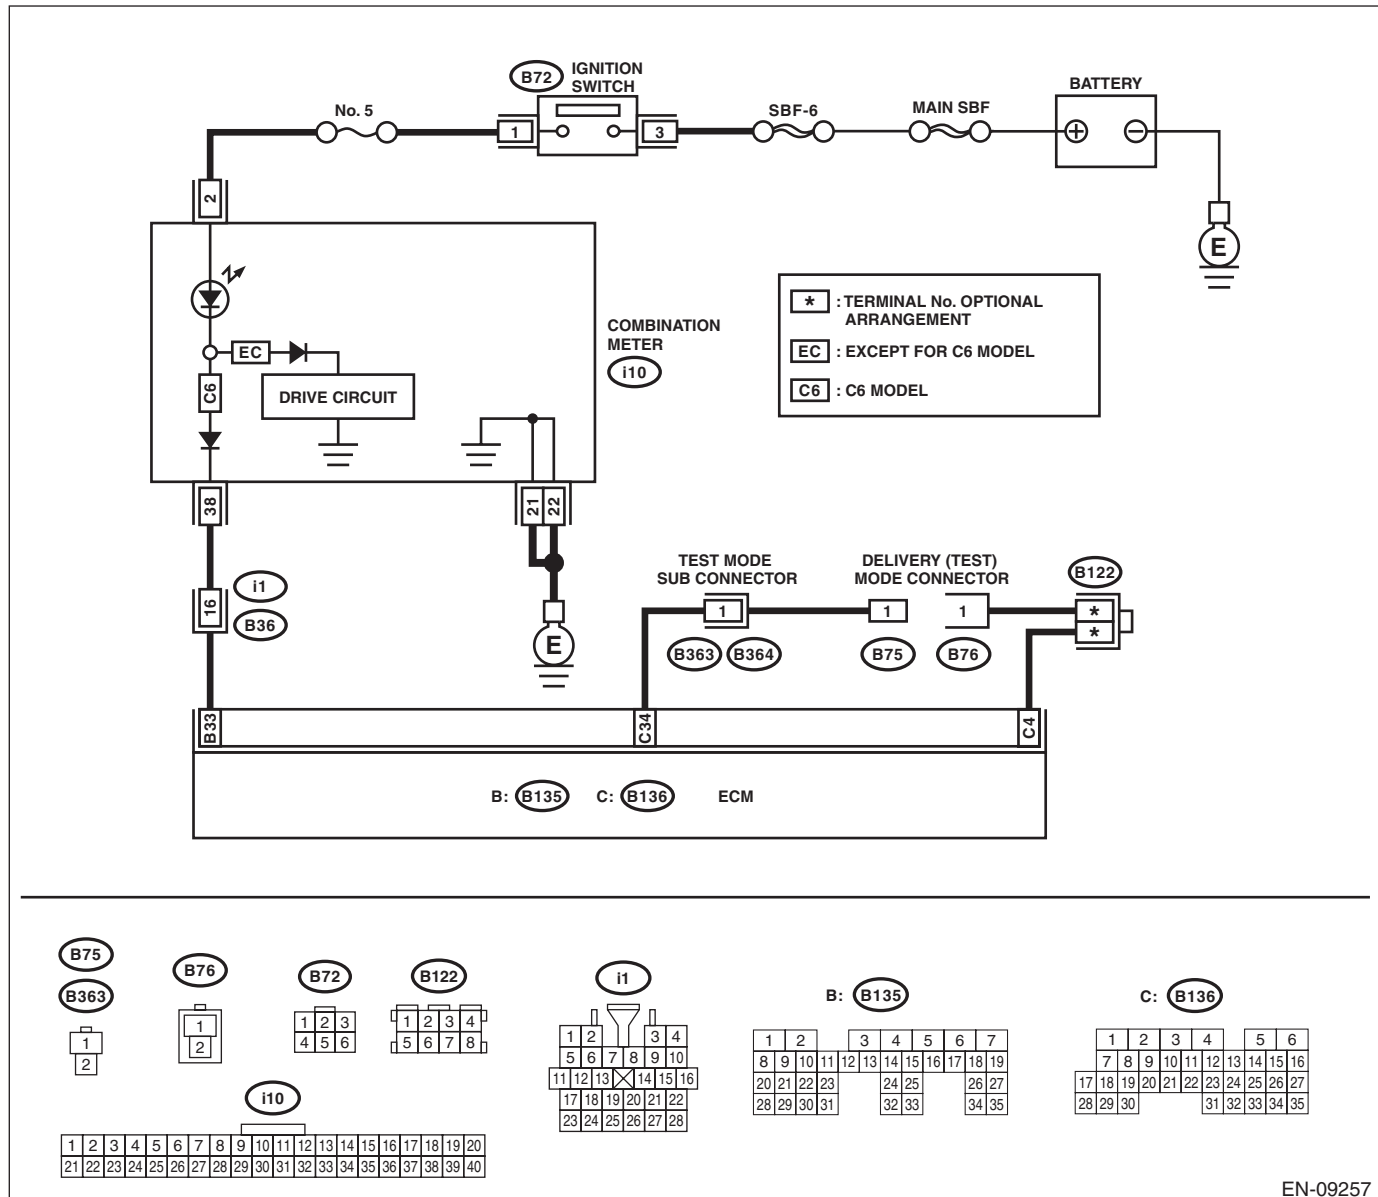 B72
IGNITION
SWITCH
No. 5
1
3
SBF-6
MAIN SBF
BATTERY
+
−
E
2
COMBINATION
METER
i10
* : TERMINAL No. OPTIONAL
ARRANGEMENT
EC : EXCEPT FOR C6 MODEL
C6 : C6 MODEL
EC
C6
DRIVE CIRCUIT
38
21 22
E
16
i1
B36
TEST MODE
SUB CONNECTOR
1
B363 B364
DELIVERY (TEST)
MODE CONNECTOR
1 1
B75 B76
B122
*
*
B33
C34
C4
B: B135 C: B136 ECM
B75
B363
1
2
B76
1
2
B72
1 2 3
4 5 6
B122
1 2 3 4
5 6 7 8
i1
1 2 3 4
5 6 7 8 9 10
11 12 13 14 15 16
17 18 19 20 21 22
23 24 25 26 27 28
B: B135
1 2 3 4 5 6 7
8 9 10 11 12 13 14 15 16 17 18 19
20 21 22 23 24 25 26 27
28 29 30 31 32 33 34 35
C: B136
1 2 3 4 5 6
7 8 9 10 11 12 13 14 15 16
17 18 19 20 21 22 23 24 25 26 27
28 29 30 31 32 33 34 35
i10
1 2 3 4 5 6 7 8 9 10 11 12 13 14 15 16 17 18 19 20
21 22 23 24 25 26 27 28 29 30 31 32 33 34 35 36 37 38 39 40
EN-09257